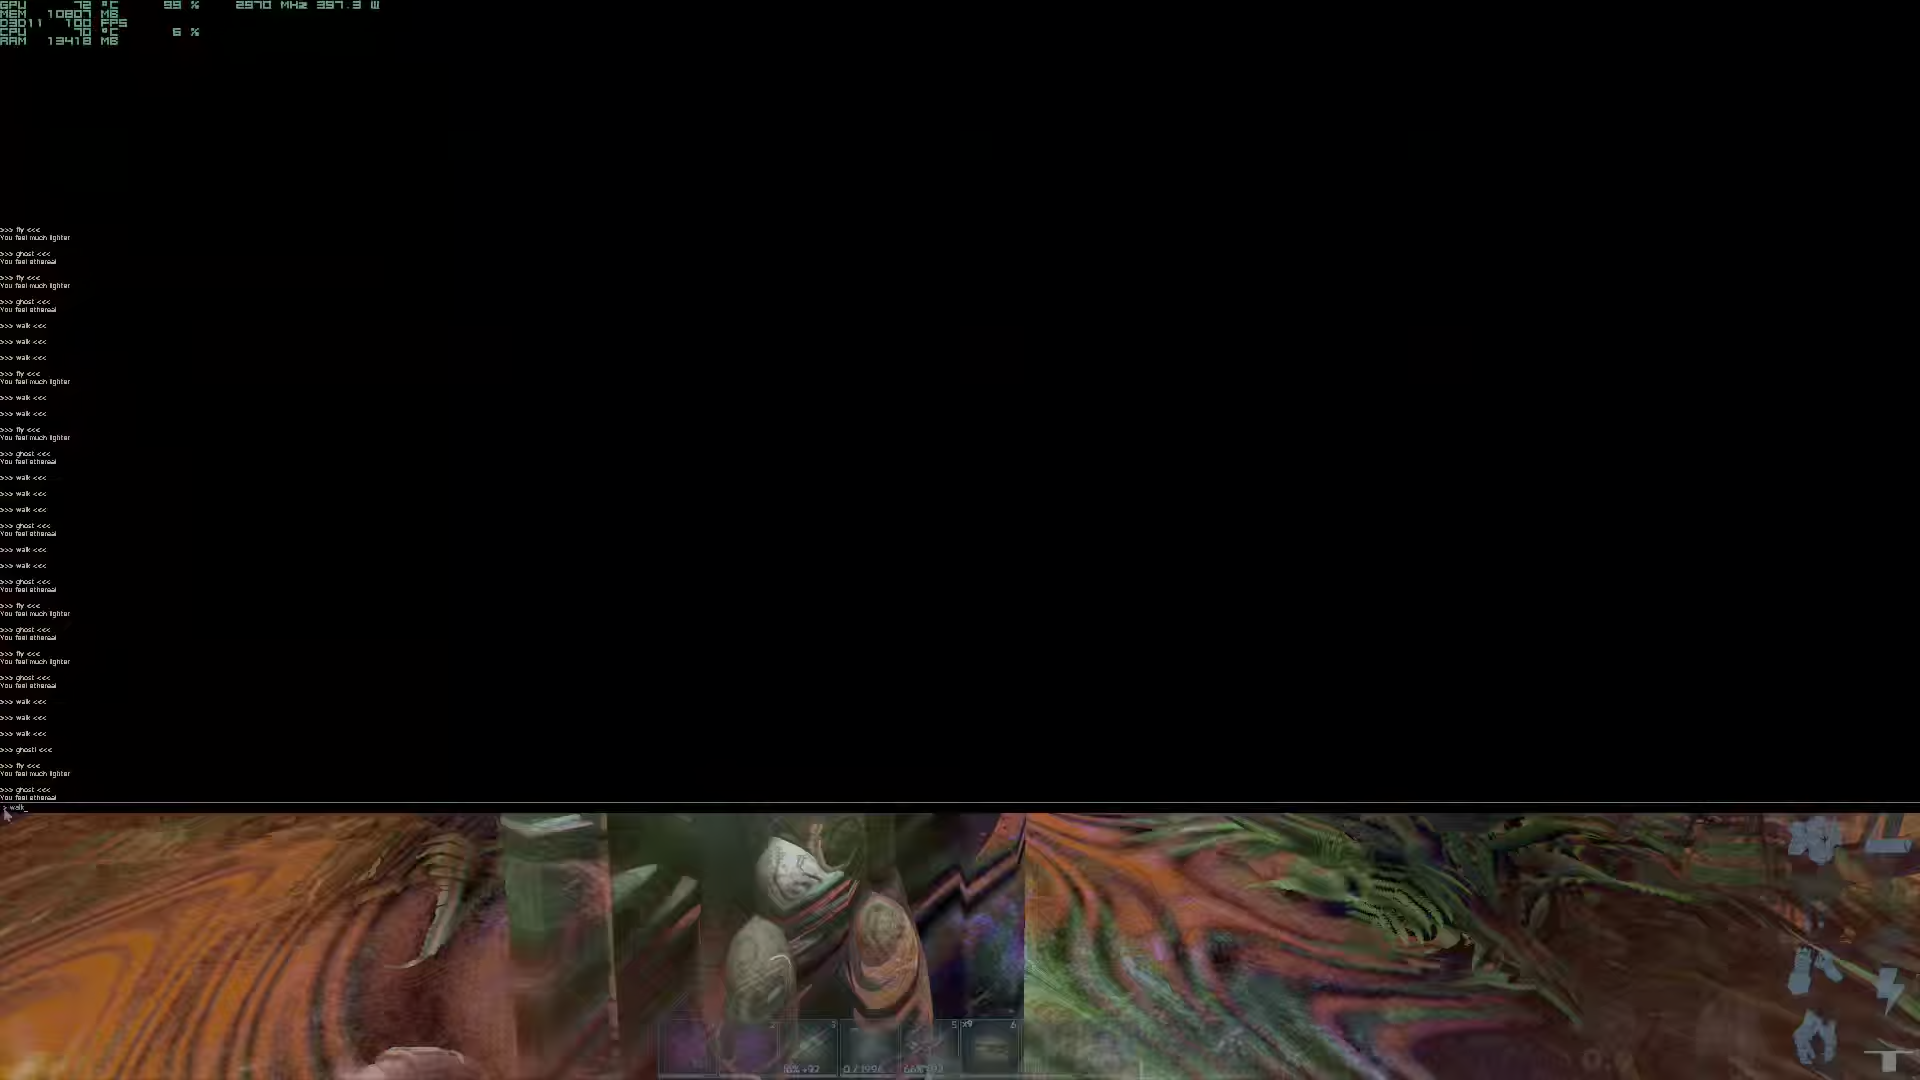 GPU 72 °C 99 % 2970 MHz 397.3 W
MEM 10807 MB
D3D11 100 FPS
CPU 70 °C 6 %
RAM 13418 MB
>>> fly <<<
You feel much lighter
>>> ghost <<<
You feel ethereal
>>> fly <<<
You feel much lighter
>>> ghost <<<
You feel ethereal
>>> walk <<<
>>> walk <<<
>>> walk <<<
>>> fly <<<
You feel much lighter
>>> walk <<<
>>> walk <<<
>>> fly <<<
You feel much lighter
>>> ghost <<<
You feel ethereal
>>> walk <<<
>>> walk <<<
>>> walk <<<
>>> ghost <<<
You feel ethereal
>>> walk <<<
>>> walk <<<
>>> ghost <<<
You feel ethereal
>>> fly <<<
You feel much lighter
>>> ghost <<<
You feel ethereal
>>> fly <<<
You feel much lighter
>>> ghost <<<
You feel ethereal
>>> walk <<<
>>> walk <<<
>>> walk <<<
>>> ghostl <<<
>>> fly <<<
You feel much lighter
>>> ghost <<<
You feel ethereal
> walk_
3 5 x9 6